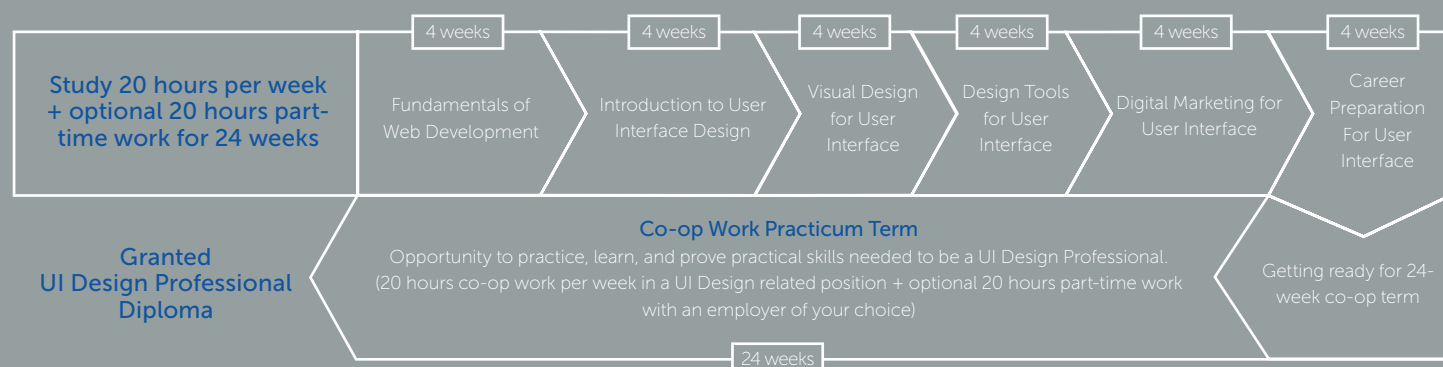 4 weeks
4 weeks
4 weeks
4 weeks
4 weeks
4 weeks
Study 20 hours per week
+ optional 20 hours part-
time work for 24 weeks
Fundamentals of
Web Development
Introduction to User
Interface Design
Visual Design
for User
Interface
Design Tools
for User
Interface
Digital Marketing for
User Interface
Career
Preparation
For User
Interface
Getting ready for 24-
week co-op term
Co-op Work Practicum Term
Opportunity to practice, learn, and prove practical skills needed to be a UI Design Professional.
(20 hours co-op work per week in a UI Design related position + optional 20 hours part-time work
with an employer of your choice)
24 weeks
Granted
UI Design Professional
Diploma